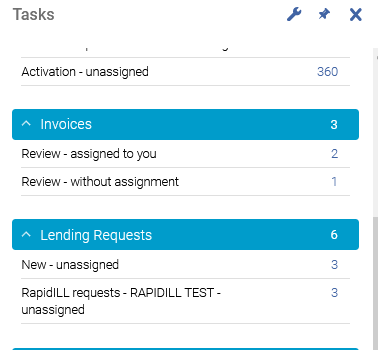 Tasks
Activation - unassigned 360
Invoices 3
Review - assigned to you 2
Review - without assignment 1
Lending Requests 6
New - unassigned 3
RapidILL requests - RAPIDILL TEST - 3
unassigned